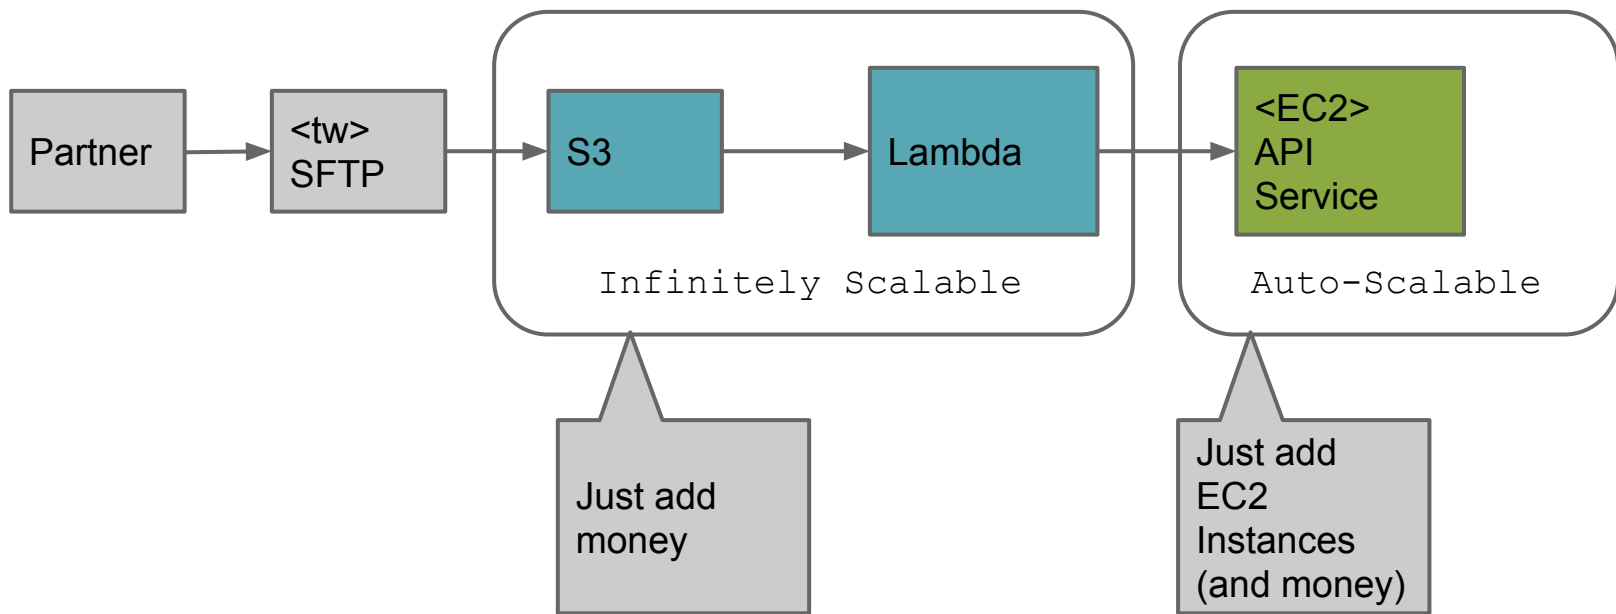 Partner
<tw>
SFTP
S3
Lambda
<EC2>
API
Service
Infinitely Scalable
Auto-Scalable
Just add
money
Just add
EC2
Instances
(and money)